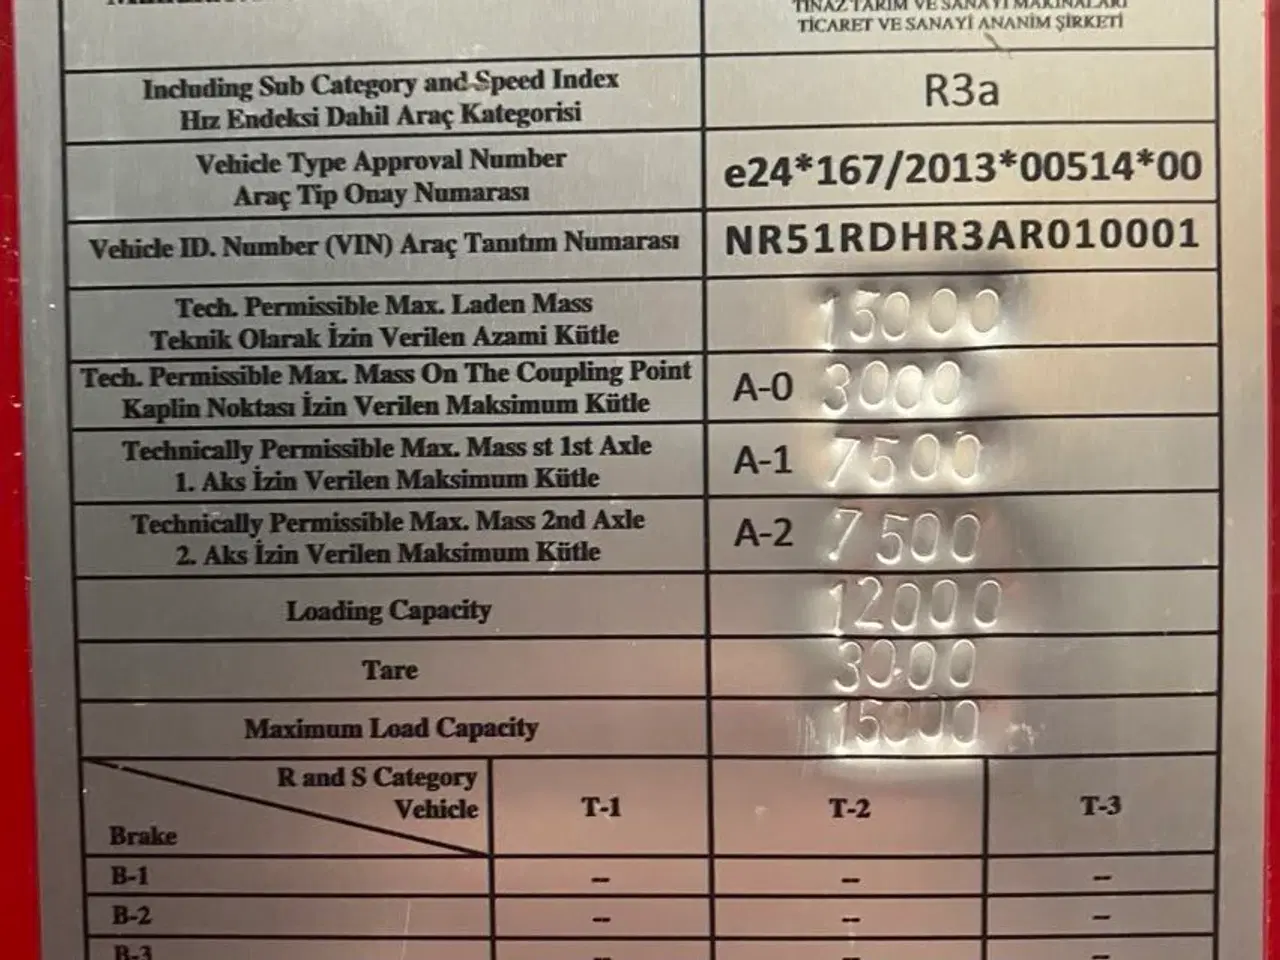 TINAZ TARIM VE SANAYİ MAKİNALARI
TİCARET VE SANAYİ ANANİM ŞİRKETİ
Including Sub Category and Speed Index
Hız Endeksi Dahil Araç Kategorisi
R3a
Vehicle Type Approval Number
Araç Tip Onay Numarası
e24*167/2013*00514*00
Vehicle ID. Number (VIN) Araç Tanıtım Numarası
NR51RDHR3AR010001
Tech. Permissible Max. Laden Mass
Teknik Olarak İzin Verilen Azami Kütle
15000
Tech. Permissible Max. Mass On The Coupling Point
Kaplin Noktası İzin Verilen Maksimum Kütle
A-0 3000
Technically Permissible Max. Mass st 1st Axle
1. Aks İzin Verilen Maksimum Kütle
A-1 7500
Technically Permissible Max. Mass 2nd Axle
2. Aks İzin Verilen Maksimum Kütle
A-2 7500
Loading Capacity
12000
Tare
3000
Maximum Load Capacity
15000
R and S Category
Vehicle
Brake
T-1
T-2
T-3
B-1 -- -- --
B-2 -- -- --
B-3 -- -- --